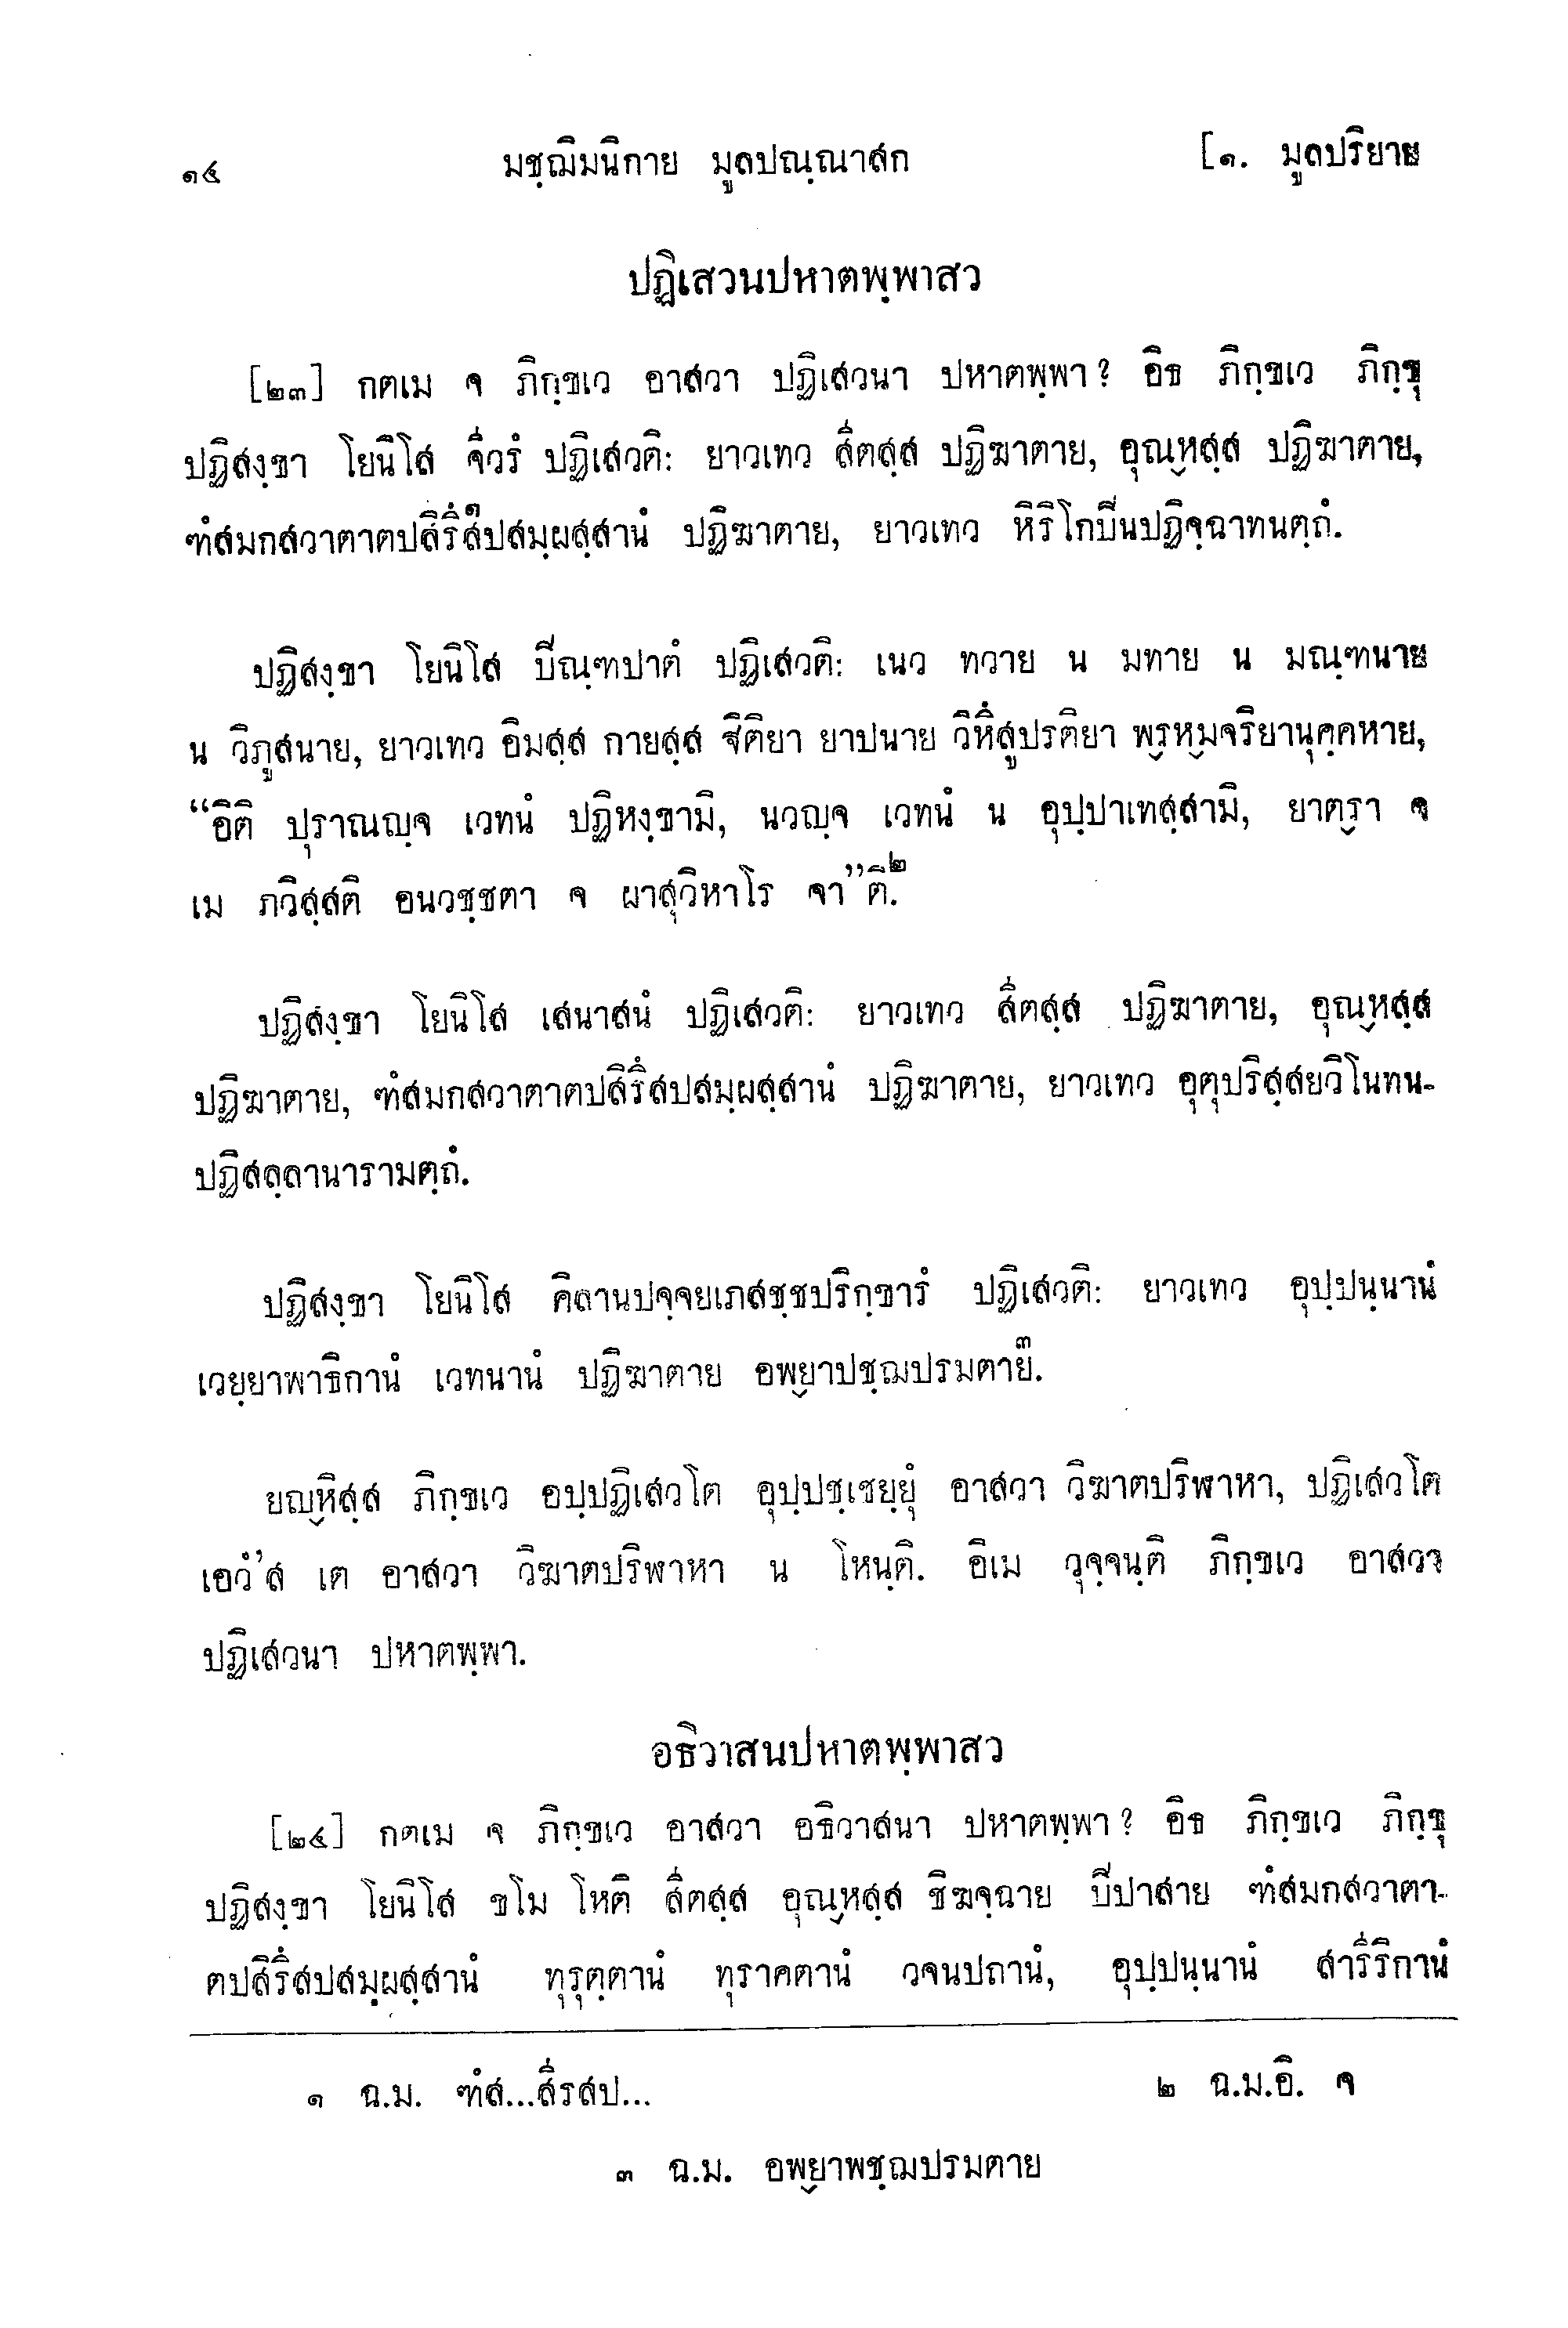 ๑๔ มชฺฌิมนิกาย มูลปณฺณาสก [๑. มูลปริยาย
ปฏิเสวนปหาตพฺพาสว
[๒๓] กตเม จ ภิกฺขเว อาสวา ปฏิเสวนา ปหาตพฺพา? อิธ ภิกฺขเว ภิกฺขุ
ปฏิสงฺขา โยนิโส จีวรํ ปฏิเสวติ: ยาวเทว สีตสฺส ปฏิฆาตาย, อุณ๎หสฺส ปฏิฆาตาย,
ฑํสมกสวาตาตปสิรึส๑ปสมฺผสฺสานํ ปฏิฆาตาย, ยาวเทว หิริโกปีนปฏิจฺฉาทนตฺถํ.
ปฏิสงฺขา โยนิโส ปิณฺฑปาตํ ปฏิเสวติ: เนว ทวาย น มทาย น มณฺฑนาย
น วิภูสนาย, ยาวเทว อิมสฺส กายสฺส ฐิติยา ยาปนาย วิหึสูปรติยา พ๎รห๎มจริยานุคฺคหาย,
“อิติ ปุราณญฺจ เวทนํ ปฏิหงฺขามิ, นวญฺจ เวทนํ น อุปฺปาเทสฺสามิ, ยาต๎รา จ
เม ภวิสฺสติ อนวชฺชตา จ ผาสุวิหาโร จา”ติ.๒
ปฏิสงฺขา โยนิโส เสนาสนํ ปฏิเสวติ: ยาวเทว สีตสฺส ปฏิฆาตาย, อุณ๎หสฺส
ปฏิฆาตาย, ฑํสมกสวาตาตปสิรึสปสมฺผสฺสานํ ปฏิฆาตาย, ยาวเทว อุตุปริสฺสยวิโนทน-
ปฏิสลฺลานารามตฺถํ.
ปฏิสงฺขา โยนิโส คิลานปจฺจยเภสชฺชปริกฺขารํ ปฏิเสวติ: ยาวเทว อุปฺปนฺนานํ
เวยฺยาพาธิกานํ เวทนานํ ปฏิฆาตาย อพ๎ยาปชฺฌปรมตาย๓.
ยญ๎หิสฺส ภิกฺขเว อปฺปฏิเสวโต อุปฺปชฺเชยฺยุํ อาสวา วิฆาตปริฬาหา, ปฏิเสวโต
เอวํ’ส เต อาสวา วิฆาตปริฬาหา น โหนฺติ. อิเม วุจฺจนฺติ ภิกฺขเว อาสวา
ปฏิเสวนา ปหาตพฺพา.
อธิวาสนปหาตพฺพาสว
[๒๔] กตเม จ ภิกฺขเว อาสวา อธิวาสนา ปหาตพฺพา? อิธ ภิกฺขเว ภิกฺขุ
ปฏิสงฺขา โยนิโส ขโม โหติ สีตสฺส อุณ๎หสฺส ชิฆจฺฉาย ปิปาสาย ฑํสมกสวาตา-
ตปสิรึสปสมฺผสฺสานํ ทุรุตฺตานํ ทุราคตานํ วจนปถานํ, อุปฺปนฺนานํ สารีริกานํ
๑ ฉ.ม. ฑํส...สีรสป...
๒ ฉ.ม.อิ. จ
๓ ฉ.ม. อพ๎ยาพชฺฌปรมตาย